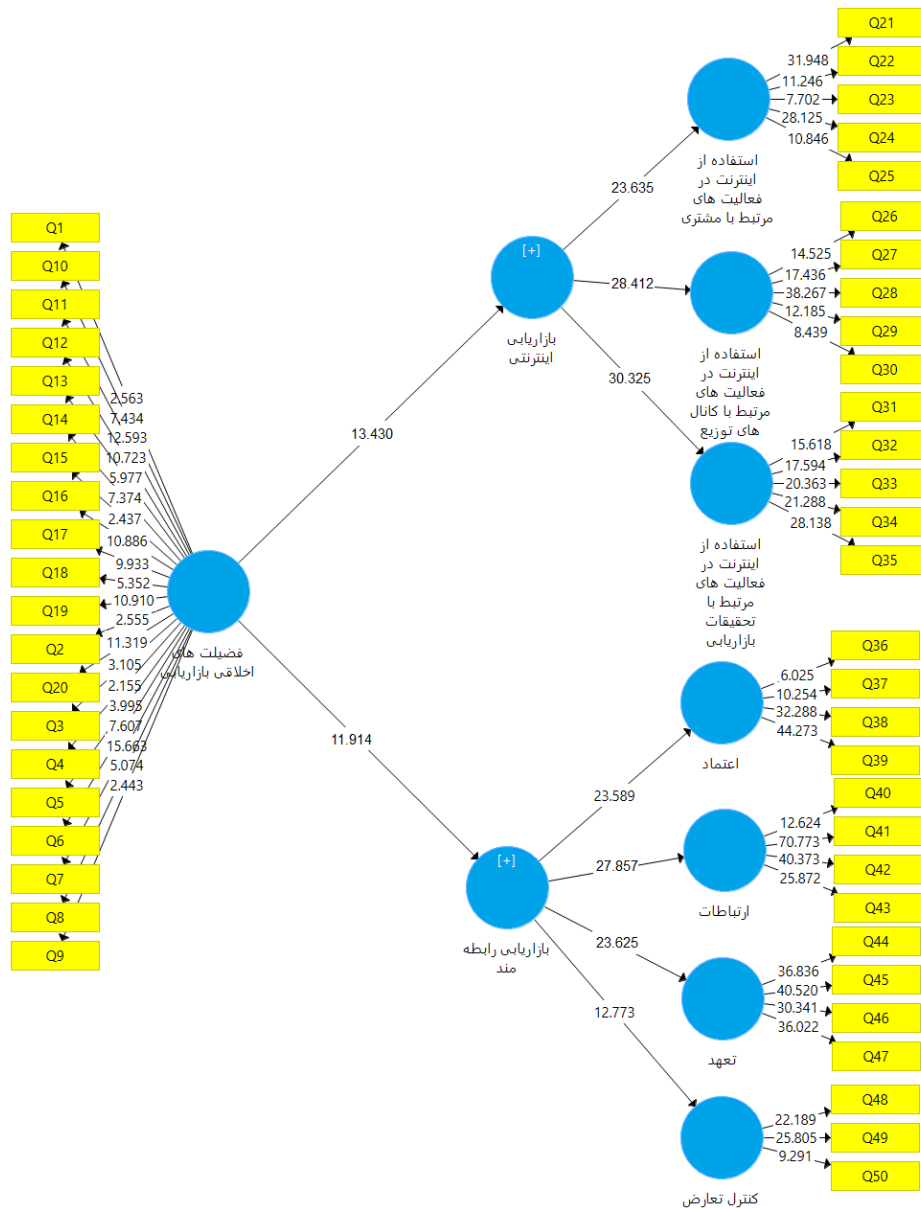 Q1
Q10
Q11
Q12
Q13
Q14
Q15
Q16
Q17
Q18
Q19
Q2
Q20
Q3
Q4
Q5
Q6
Q7
Q8
Q9
2.563
7.434
12.593
10.723
5.977
7.374
2.437
10.886
9.933
5.352
10.910
2.555
11.319
3.105
2.155
3.995
7.607
15.663
5.074
2.443
فضیلت های
اخلاقی بازاریابی
13.430
11.914
[+]
بازاریابی
اینترنتی
23.635
28.412
30.325
استفاده از
اینترنت در
فعالیت های
مرتبط با مشتری
31.948
11.246
7.702
28.125
10.846
Q21
Q22
Q23
Q24
Q25
استفاده از
اینترنت در
فعالیت های
مرتبط با کانال
های توزیع
14.525
17.436
38.267
12.185
8.439
Q26
Q27
Q28
Q29
Q30
استفاده از
اینترنت در
فعالیت های
مرتبط با
تحقیقات
بازاریابی
15.618
17.594
20.363
21.288
28.138
Q31
Q32
Q33
Q34
Q35
[+]
بازاریابی رابطه
مند
23.589
27.857
23.625
12.773
اعتماد
6.025
10.254
32.288
44.273
Q36
Q37
Q38
Q39
ارتباطات
12.624
70.773
40.373
25.872
Q40
Q41
Q42
Q43
تعهد
36.836
40.520
30.341
36.022
Q44
Q45
Q46
Q47
کنترل تعارض
22.189
25.805
9.291
Q48
Q49
Q50